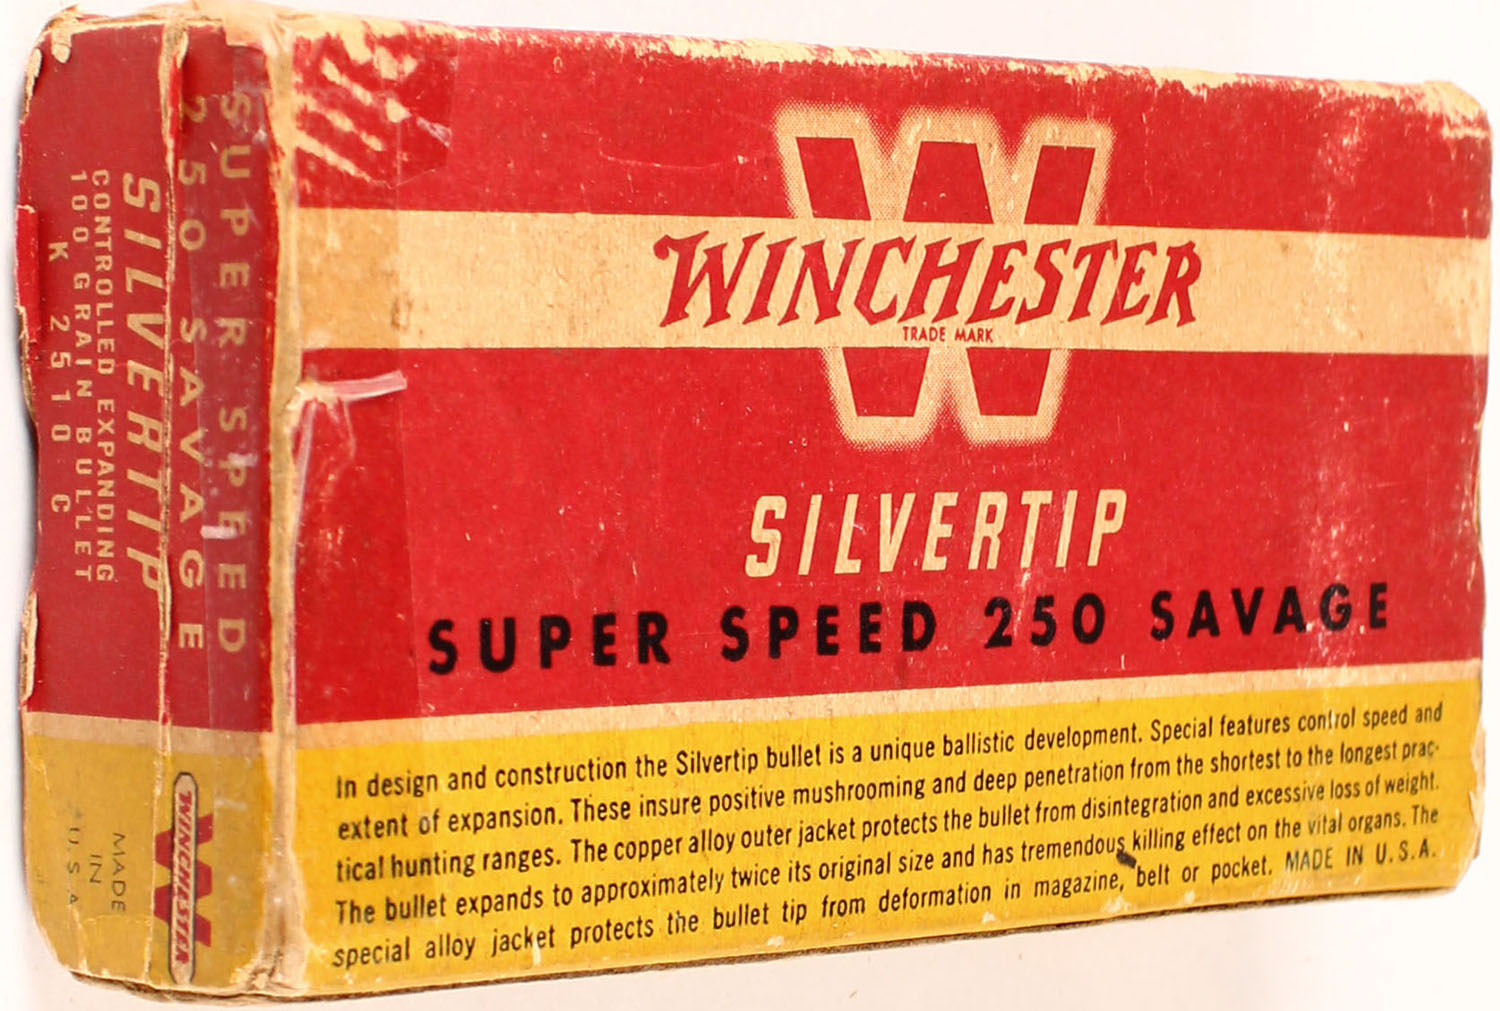 WINCHESTER
TRADE MARK
SILVERTIP
SUPER SPEED 250 SAVAGE
In design and construction the Silvertip bullet is a unique ballistic development. Special features control speed and
extent of expansion. These insure positive mushrooming and deep penetration from the shortest to the longest prac-
tical hunting ranges. The copper alloy outer jacket protects the bullet from disintegration and excessive loss of weight.
The bullet expands to approximately twice its original size and has tremendous killing effect on the vital organs. The
special alloy jacket protects the bullet tip from deformation in magazine, belt or pocket. MADE IN U.S.A.
SUPER SPEED
250 SAVAGE
SILVERTIP
CONTROLLED EXPANDING
100 GRAIN BULLET
K 2510 C
WINCHESTER
MADE
IN
U.S.A.